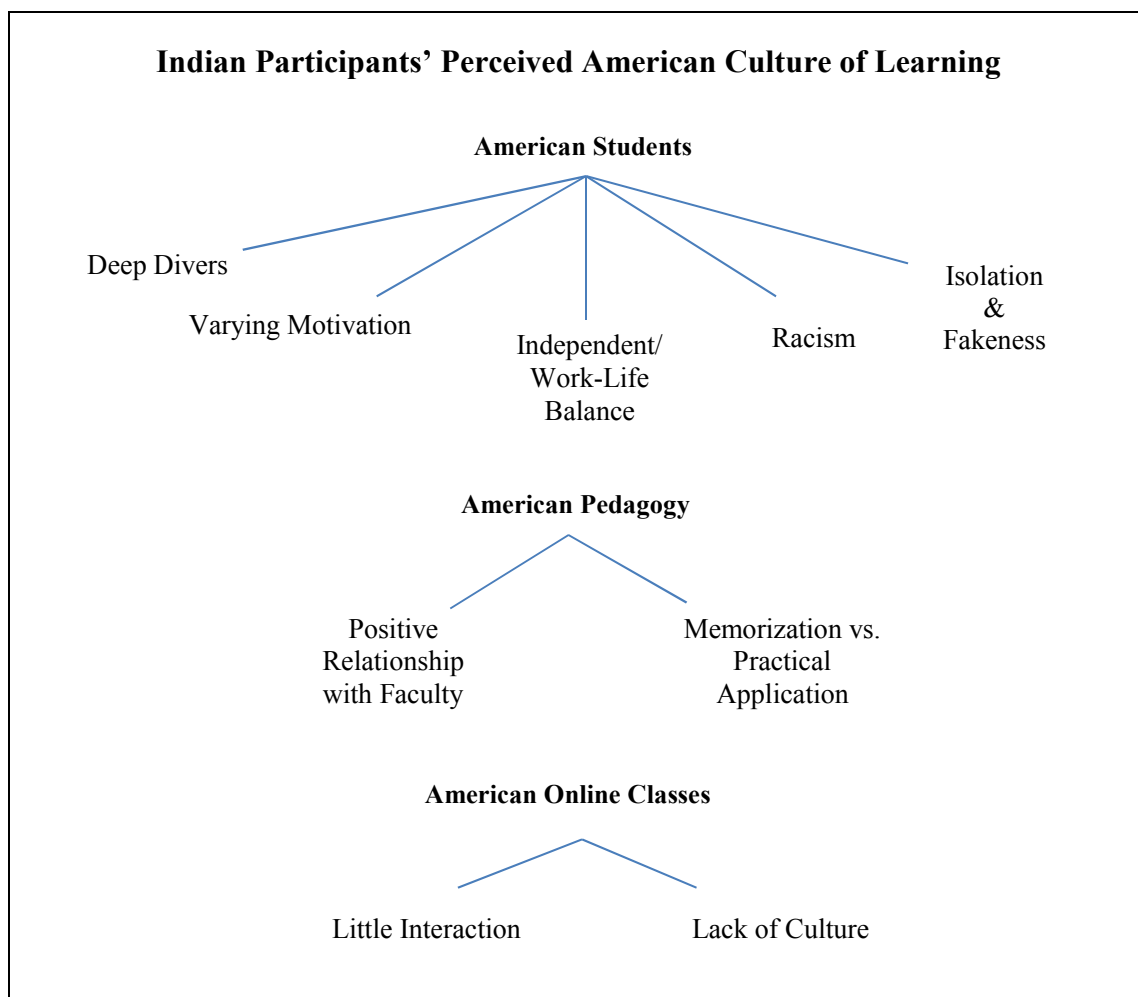 Indian Participants’ Perceived American Culture of Learning
American Students
Deep Divers
Varying Motivation
Independent/
Work-Life
Balance
Racism
Isolation
&
Fakeness
American Pedagogy
Positive
Relationship
with Faculty
Memorization vs.
Practical
Application
American Online Classes
Little Interaction
Lack of Culture